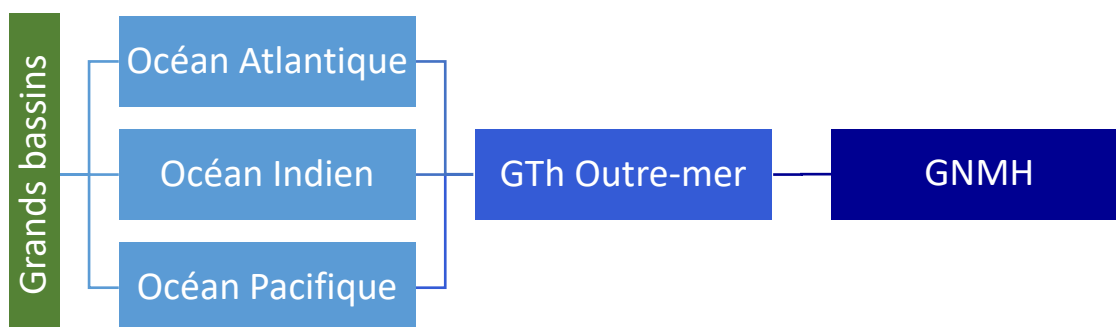 Grands bassins
Océan Atlantique
Océan Indien
Océan Pacifique
GTh Outre-mer
GNMH